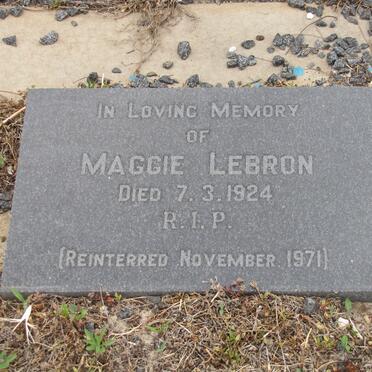 In Loving Memory
of
Maggie Lebron
Died 7.3.1924
R.I.P.
(Reinterred November 1971)